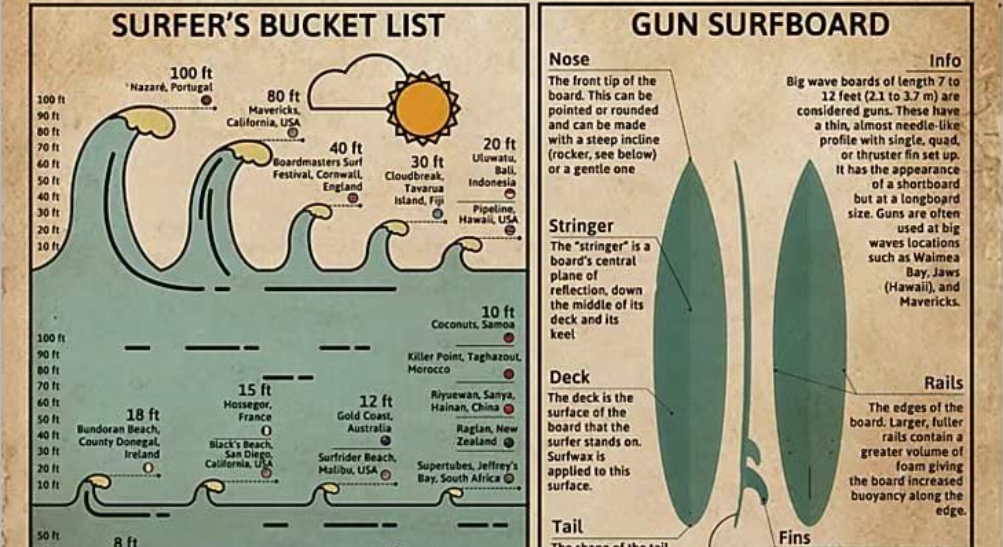 SURFER'S BUCKET LIST
100 ft
Nazaré, Portugal
80 ft
Mavericks,
California, USA
40 ft
Boardmasters Surf
Festival, Cornwall,
England
30 ft
Cloudbreak,
Tavarua
Island, Fiji
20 ft
Uluwatu,
Bali,
Indonesia
Pipeline,
Hawaii, USA
100 ft
90 ft
80 ft
70 ft
60 ft
50 ft
40 ft
30 ft
20 ft
10 ft
10 ft
Coconuts, Samoa
Killer Point, Taghazout,
Morocco
Riyuewan, Sanya,
Hainan, China
Raglan, New
Zealand
Supertubes, Jeffrey's
Bay, South Africa
12 ft
Gold Coast,
Australia
Surfrider Beach,
Malibu, USA
15 ft
Hossegor,
France
Black's Beach,
San Diego,
California, USA
18 ft
Bundoran Beach,
County Donegal,
Ireland
100 ft
90 ft
80 ft
70 ft
60 ft
50 ft
40 ft
30 ft
20 ft
10 ft
50 ft
8 ft
GUN SURFBOARD
Nose
The front tip of the
board. This can be
pointed or rounded
and can be made
with a steep incline
(rocker, see below)
or a gentle one
Stringer
The "stringer" is a
board's central
plane of
reflection, down
the middle of its
deck and its
keel
Deck
The deck is the
surface of the
board that the
surfer stands on.
Surfwax is
applied to this
surface.
Tail
The shape of the tail
Info
Big wave boards of length 7 to
12 feet (2.1 to 3.7 m) are
considered guns. These have
a thin, almost needle-like
profile with single, quad,
or thruster fin set up.
It has the appearance
of a shortboard
but at a longboard
size. Guns are often
used at big
waves locations
such as Waimea
Bay, Jaws
(Hawaii), and
Mavericks.
Rails
The edges of the
board. Larger, fuller
rails contain a
greater volume of
foam giving
the board increased
buoyancy along the
edge.
Fins